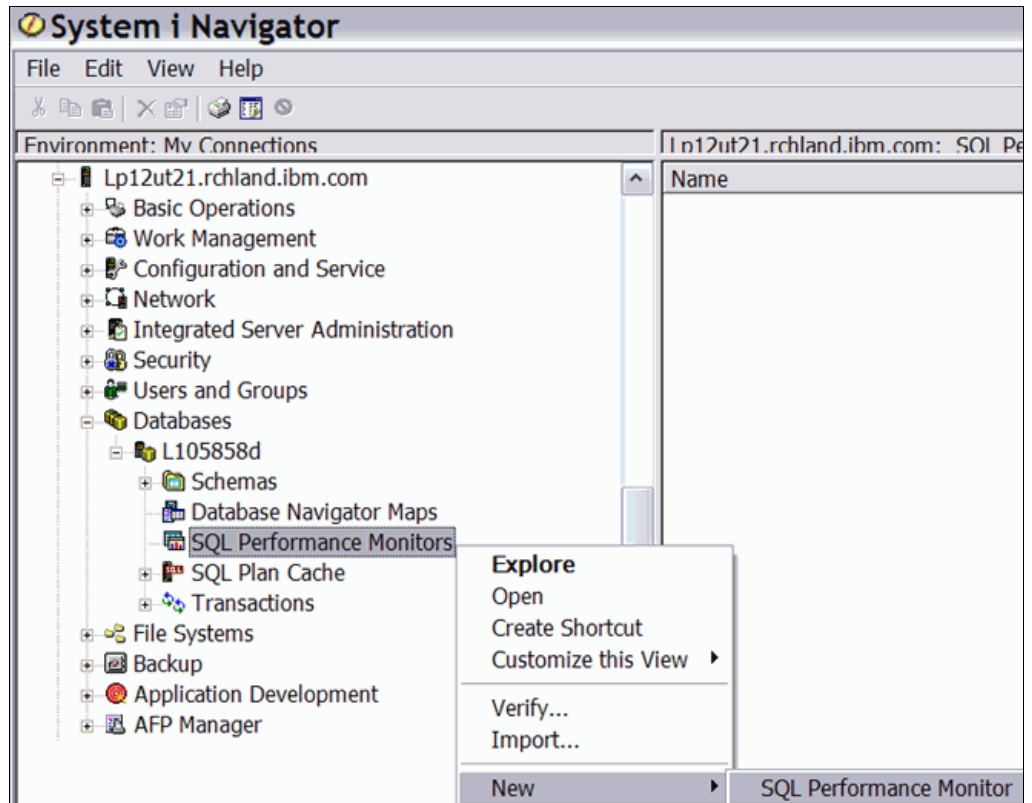 System i Navigator
File Edit View Help
Environment: My Connections
Lp12ut21.rchland.ibm.com: SQL Pe
Lp12ut21.rchland.ibm.com
Name
Basic Operations
Work Management
Configuration and Service
Network
Integrated Server Administration
Security
Users and Groups
Databases
L105858d
Schemas
Database Navigator Maps
SQL Performance Monitors
SQL Plan Cache
Transactions
File Systems
Backup
Application Development
AFP Manager
Explore
Open
Create Shortcut
Customize this View
Verify...
Import...
New
SQL Performance Monitor